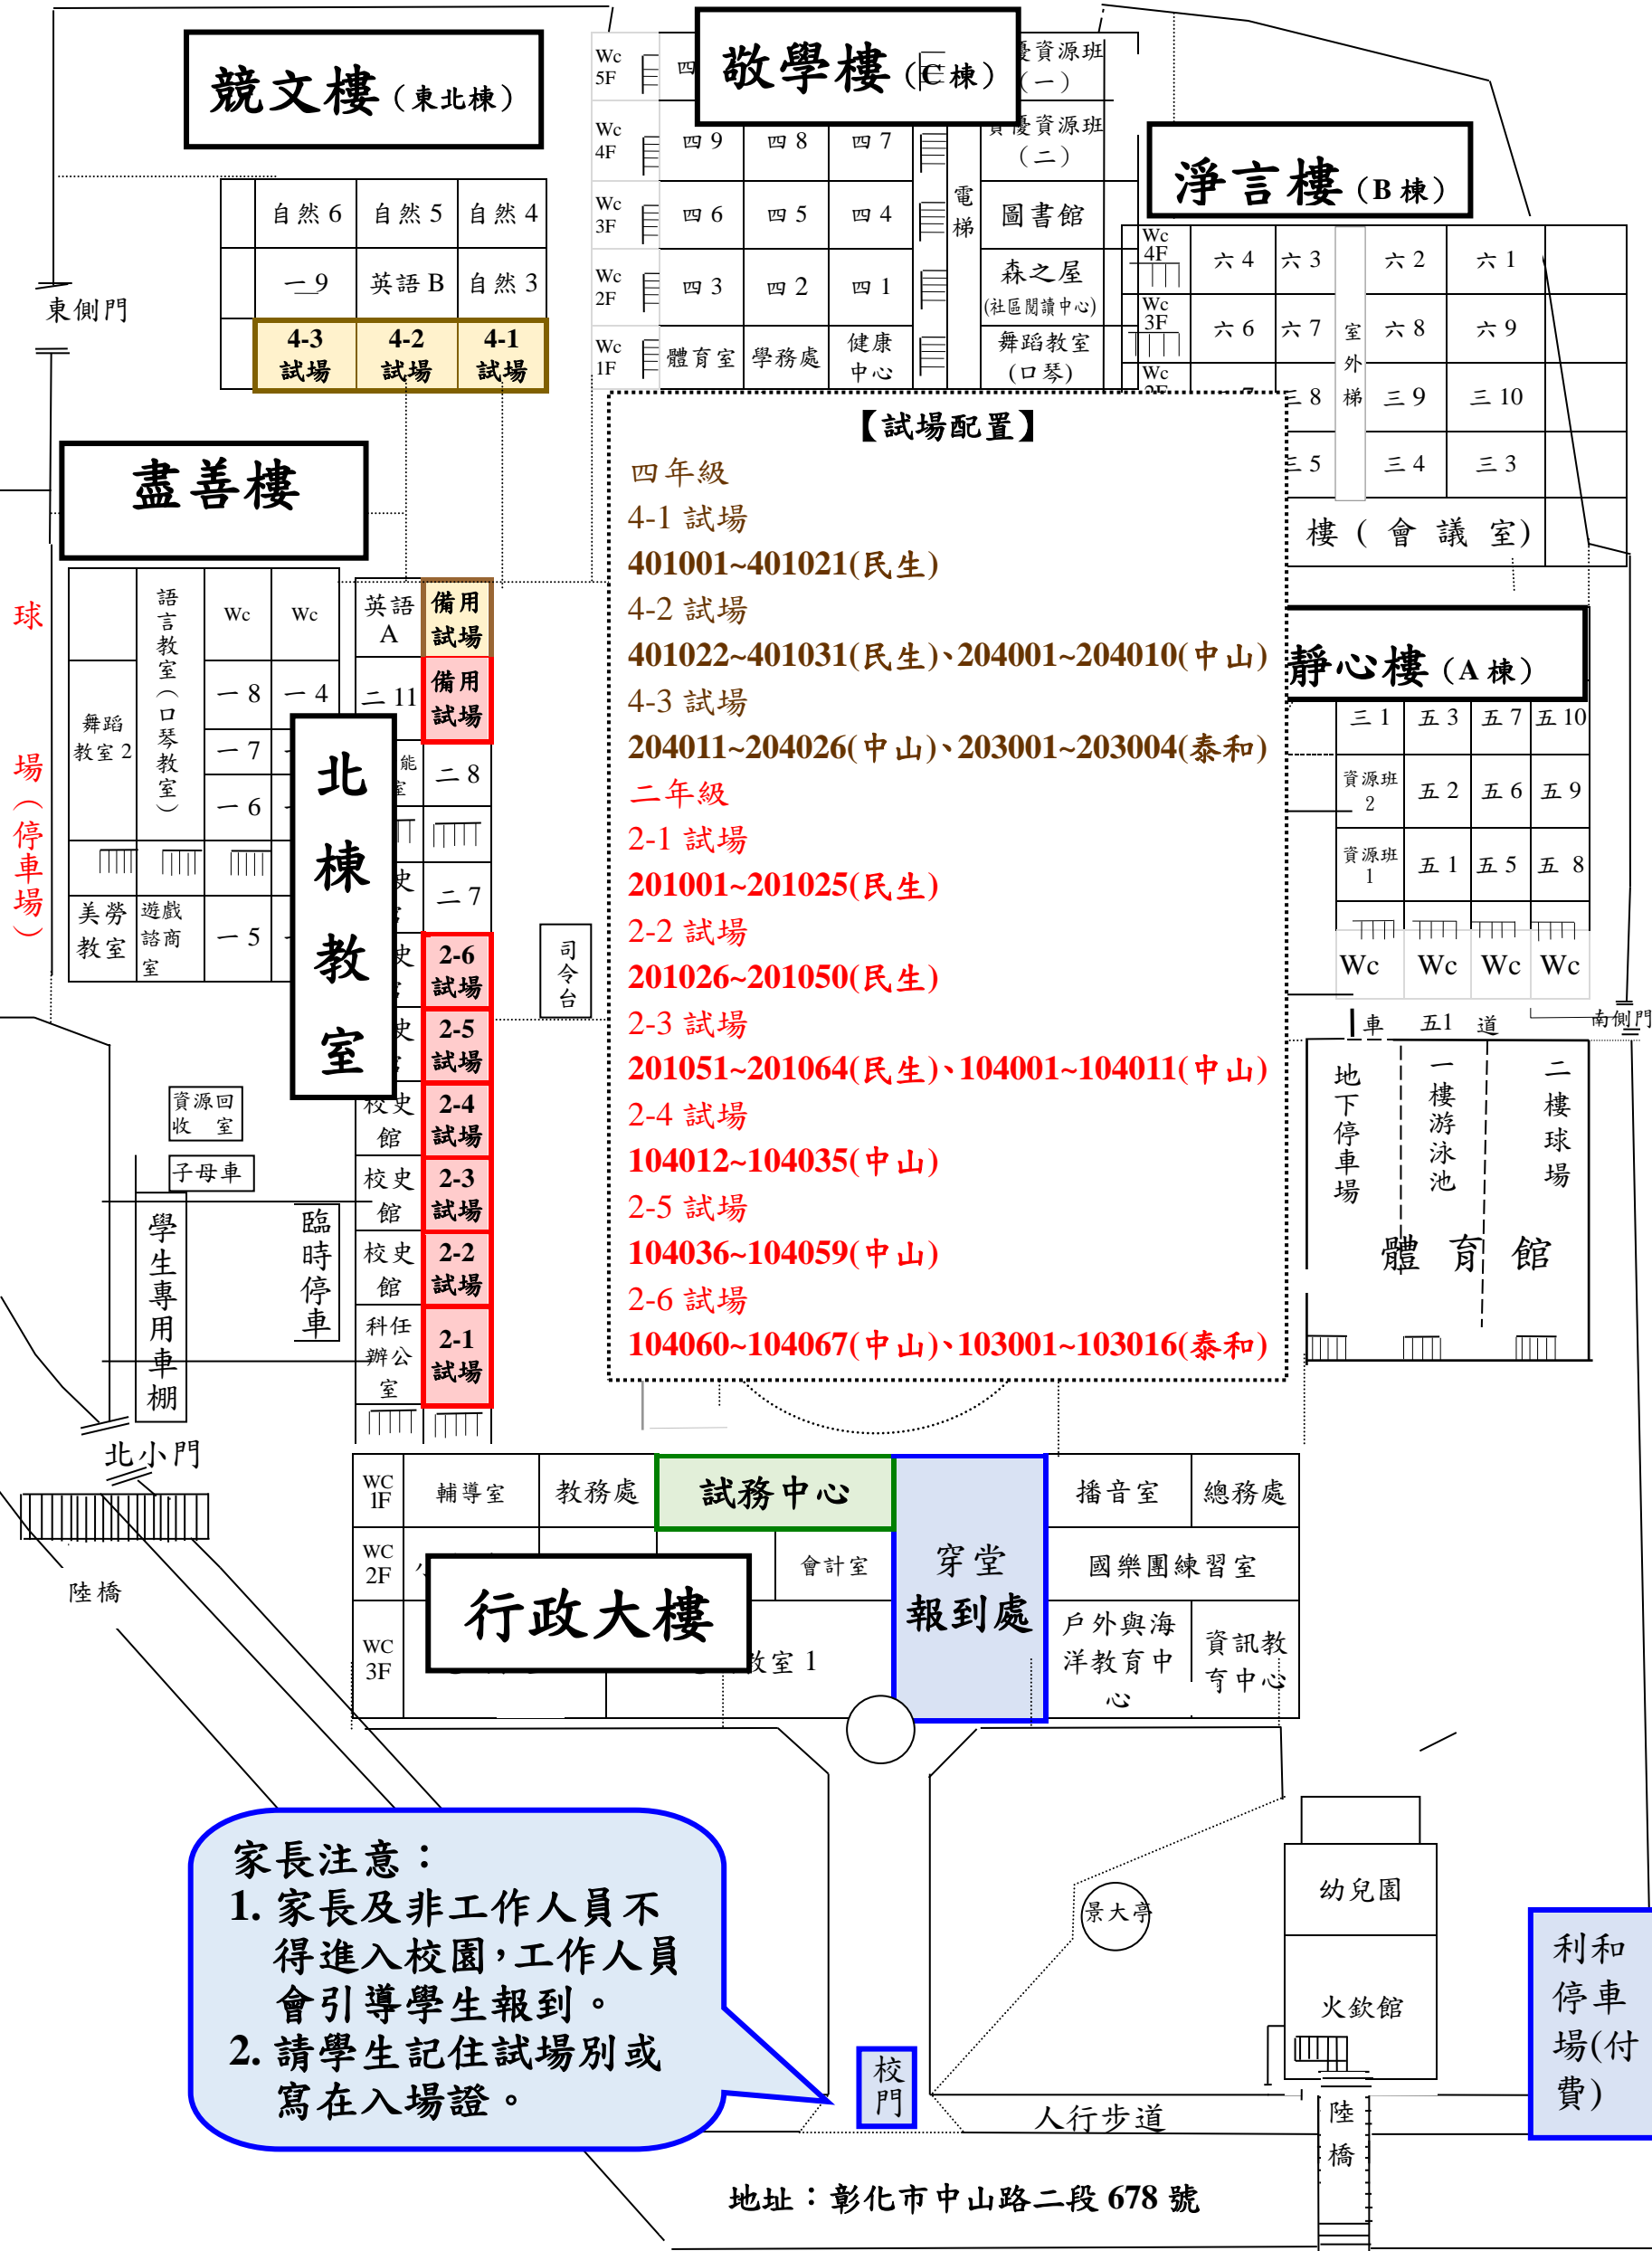 競文樓（東北棟）
敬學樓（C 棟）
淨言樓（B 棟）
Wc
5F
四
優資源班
（一）
Wc
4F
四 9
四 8
四 7
資優資源班
（二）
Wc
3F
四 6
四 5
四 4
電梯
圖書館
Wc
2F
四 3
四 2
四 1
森之屋
(社區閱讀中心)
Wc
1F
體育室
學務處
健康
中心
舞蹈教室
(口琴)
自然 6
自然 5
自然 4
一 9
英語 B
自然 3
4-3
試場
4-2
試場
4-1
試場
東側門
Wc
4F
六 4
六 3
六 2
六 1
Wc
3F
六 6
六 7
室外梯
六 8
六 9
Wc
三 8
三 9
三 10
三 5
三 4
三 3
樓 ( 會 議 室)
盡善樓
球 場（停車場）
舞蹈
教室 2
語言教室（口琴教室）
Wc
Wc
一 8
一 4
一 7
一 6
美勞
教室
遊戲
諮商
室
一 5
北棟教室
英語
A
備用
試場
二 11
備用
試場
能
二 8
二 7
2-6
試場
2-5
試場
校史
館
2-4
試場
校史
館
2-3
試場
校史
館
2-2
試場
科任
辦公
室
2-1
試場
司令台
【試場配置】
四年級
4-1 試場
401001~401021(民生)
4-2 試場
401022~401031(民生)、204001~204010(中山)
4-3 試場
204011~204026(中山)、203001~203004(泰和)
二年級
2-1 試場
201001~201025(民生)
2-2 試場
201026~201050(民生)
2-3 試場
201051~201064(民生)、104001~104011(中山)
2-4 試場
104012~104035(中山)
2-5 試場
104036~104059(中山)
2-6 試場
104060~104067(中山)、103001~103016(泰和)
靜心樓（A 棟）
三 1
五 3
五 7
五 10
資源班
2
五 2
五 6
五 9
資源班
1
五 1
五 5
五 8
Wc
Wc
Wc
Wc
車 五1 道
南側門
地下停車場
一樓游泳池
二樓球場
體 育 館
資源回
收 室
子母車
學生專用車棚
臨時停車
北小門
陸橋
WC
1F
輔導室
教務處
試務中心
穿堂
報到處
播音室
總務處
WC
2F
會計室
國樂團練習室
WC
3F
教室 1
戶外與海
洋教育中
心
資訊教
育中心
行政大樓
家長注意：
1. 家長及非工作人員不
得進入校園，工作人員
會引導學生報到。
2. 請學生記住試場別或
寫在入場證。
景大亭
幼兒園
火欽館
利和
停車
場(付
費)
校門
人行步道
陸橋
地址：彰化市中山路二段 678 號